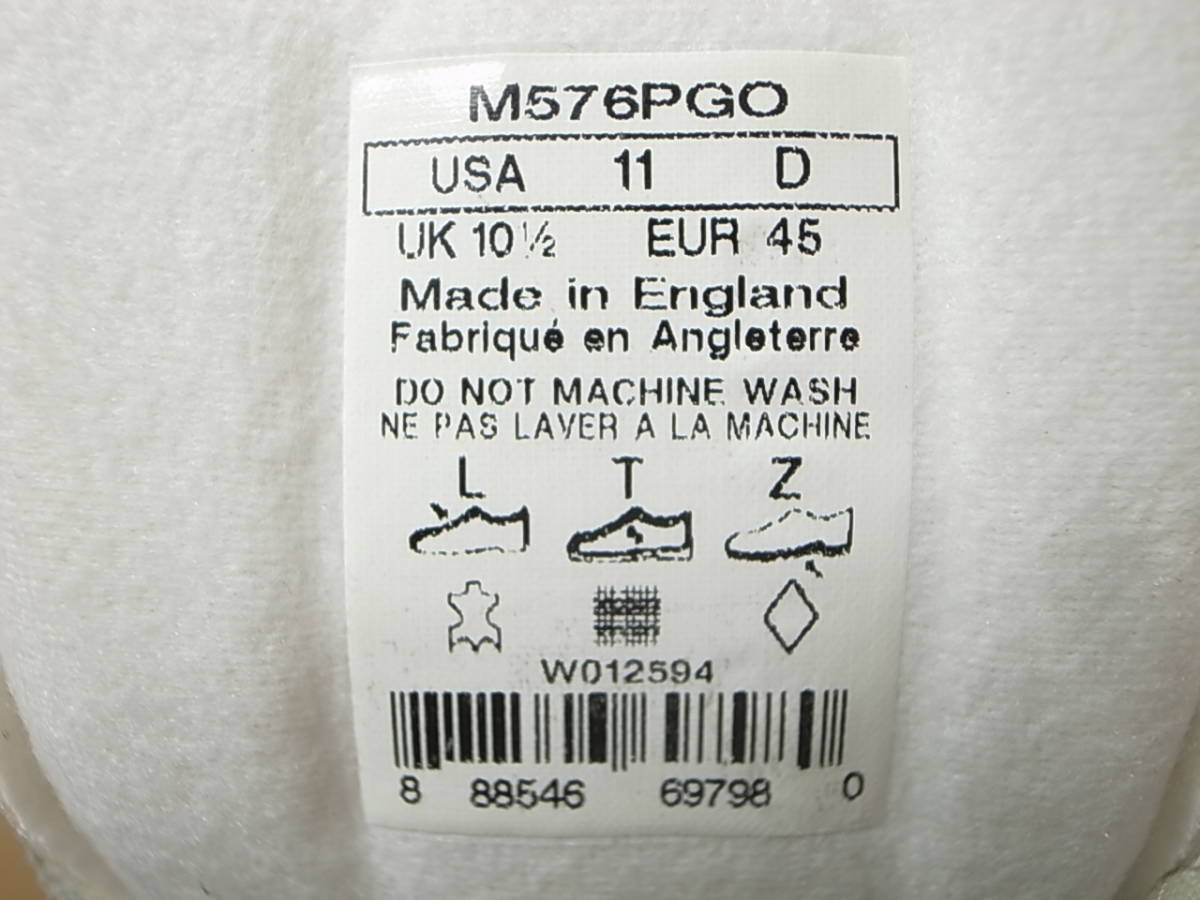 M576PGO
USA 11 D
UK 10½ EUR 45
Made in England
Fabriqué en Angleterre
DO NOT MACHINE WASH
NE PAS LAVER A LA MACHINE
L T Z
W012594
8 88546 69798 0